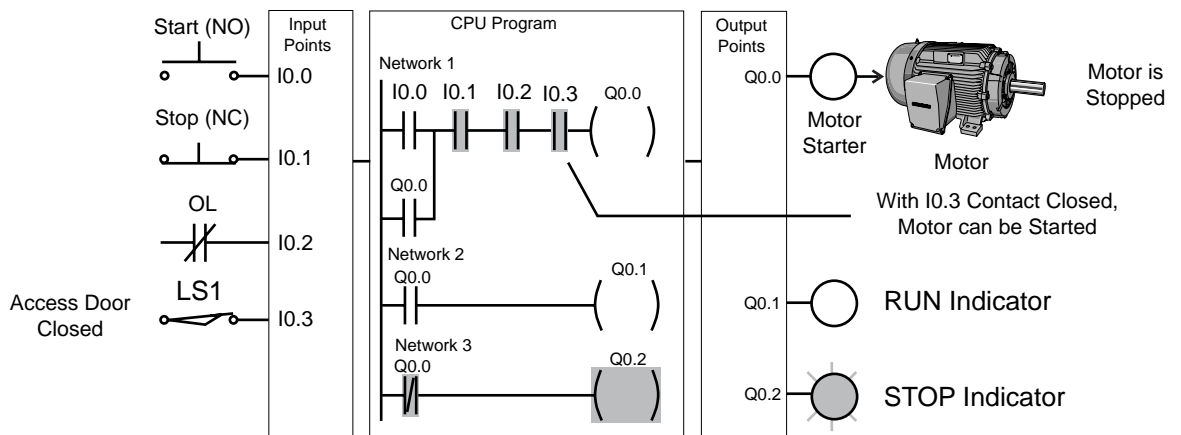 Start (NO)
I0.0
Stop (NC)
I0.1
OL
I0.2
LS1
I0.3
Access Door
Closed
Input
Points
CPU Program
Network 1
I0.0 I0.1 I0.2 I0.3 Q0.0
Q0.0
Network 2
Q0.0 Q0.1
Network 3
Q0.0 Q0.2
Output
Points
Q0.0
Motor
Starter
Motor
Motor is
Stopped
With I0.3 Contact Closed,
Motor can be Started
Q0.1 RUN Indicator
Q0.2 STOP Indicator